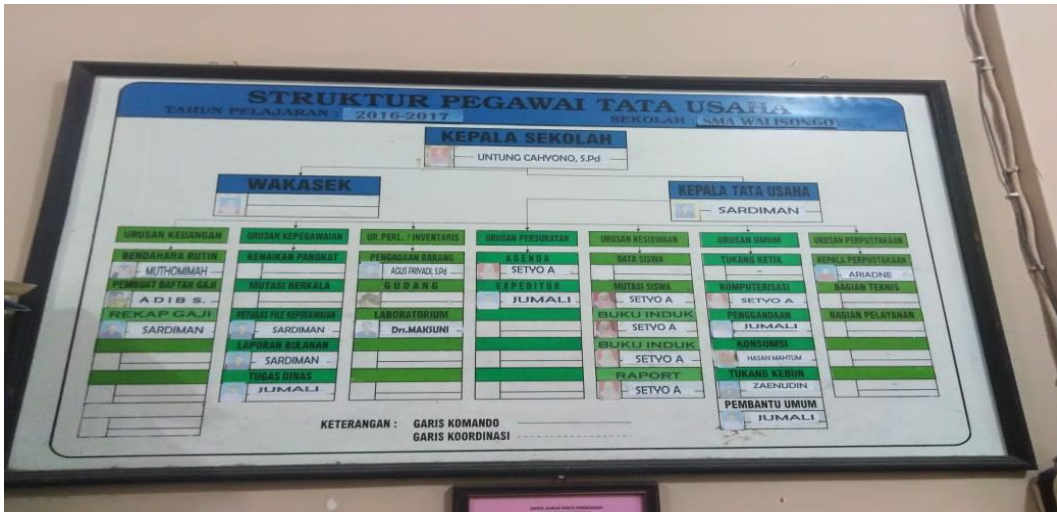 STRUKTUR PEGAWAI TATA USAHA
TAHUN PELAJARAN : 2016-2017
SEKOLAH : SMA WALISONGO
KEPALA SEKOLAH
UNTUNG CAHYONO, S.Pd
WAKASEK
KEPALA TATA USAHA
SARDIMAN
URUSAN KEUANGAN
BENDAHARA RUTIN
MUTHOMIMAH
PEMBUAT DAFTAR GAJI
ADIB S.
REKAP GAJI
SARDIMAN
URUSAN KEPEGAWAIAN
KENAIKAN PANGKAT
MUTASI BERKALA
PETUGAS FILE KEPEGAWAIAN
SARDIMAN
LAPORAN BULANAN
SARDIMAN
TUGAS DINAS
JUMALI
UR. PERL. / INVENTARIS
PENGADAAN BARANG
AGUS PRIYADI, S.Pd
GUDANG
LABORATORIUM
Drs.MAKSUNI
URUSAN PERSURATAN
AGENDA
SETYO A
EXPEDITOR
JUMALI
URUSAN KESISWAAN
DATA SISWA
MUTASI SISWA
SETYO A
BUKU INDUK
SETYO A
BUKU INDUK
SETYO A
RAPORT
SETYO A
URUSAN UMUM
TUKANG KETIK
KOMPUTERISASI
SETYO A
PENGGANDAAN
JUMALI
KONSUMSI
HASAN MAHTUM
TUKANG KEBUN
ZAENUDIN
PEMBANTU UMUM
JUMALI
URUSAN PERPUSTAKAAN
KEPALA PERPUSTAKAAN
ARIADNE
BAGIAN TEKNIS
BAGIAN PELAYANAN
KETERANGAN : GARIS KOMANDO
GARIS KOORDINASI